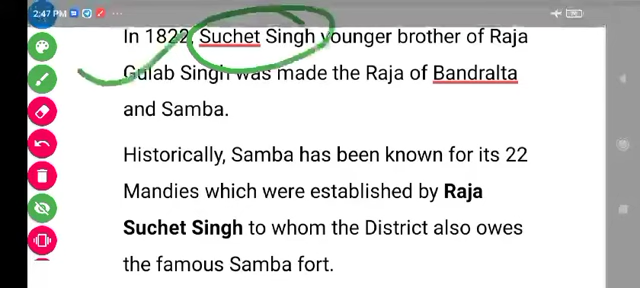 2:47 PM
In 1822, Suchet Singh younger brother of Raja
Gulab Singh was made the Raja of Bandralta
and Samba.
Historically, Samba has been known for its 22
Mandies which were established by Raja
Suchet Singh to whom the District also owes
the famous Samba fort.